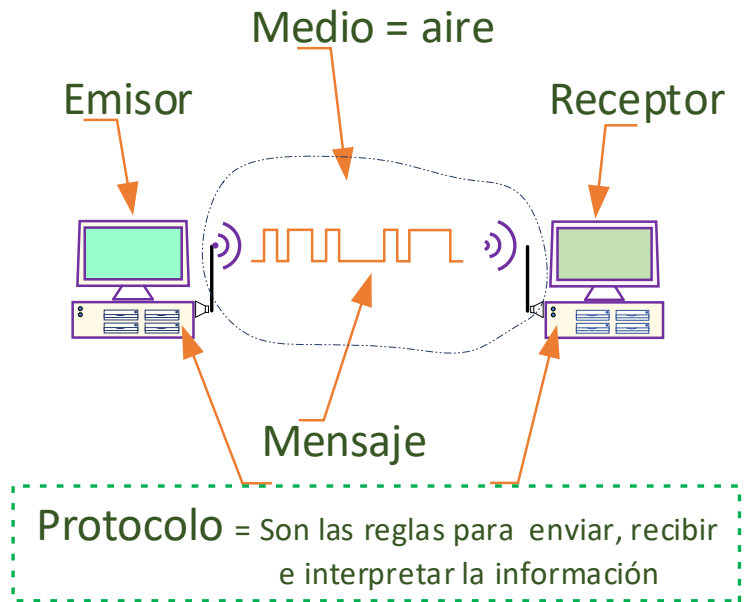 Medio = aire
Emisor
Receptor
Mensaje
Protocolo = Son las reglas para enviar, recibir
e interpretar la información